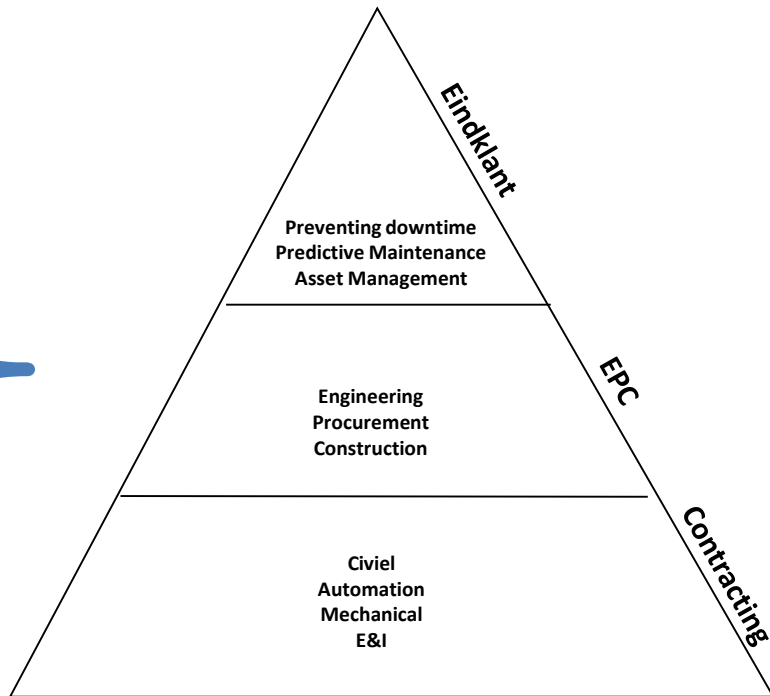 Eindklant
Preventing downtime
Predictive Maintenance
Asset Management
EPC
Engineering
Procurement
Construction
Contracting
Civiel
Automation
Mechanical
E&I